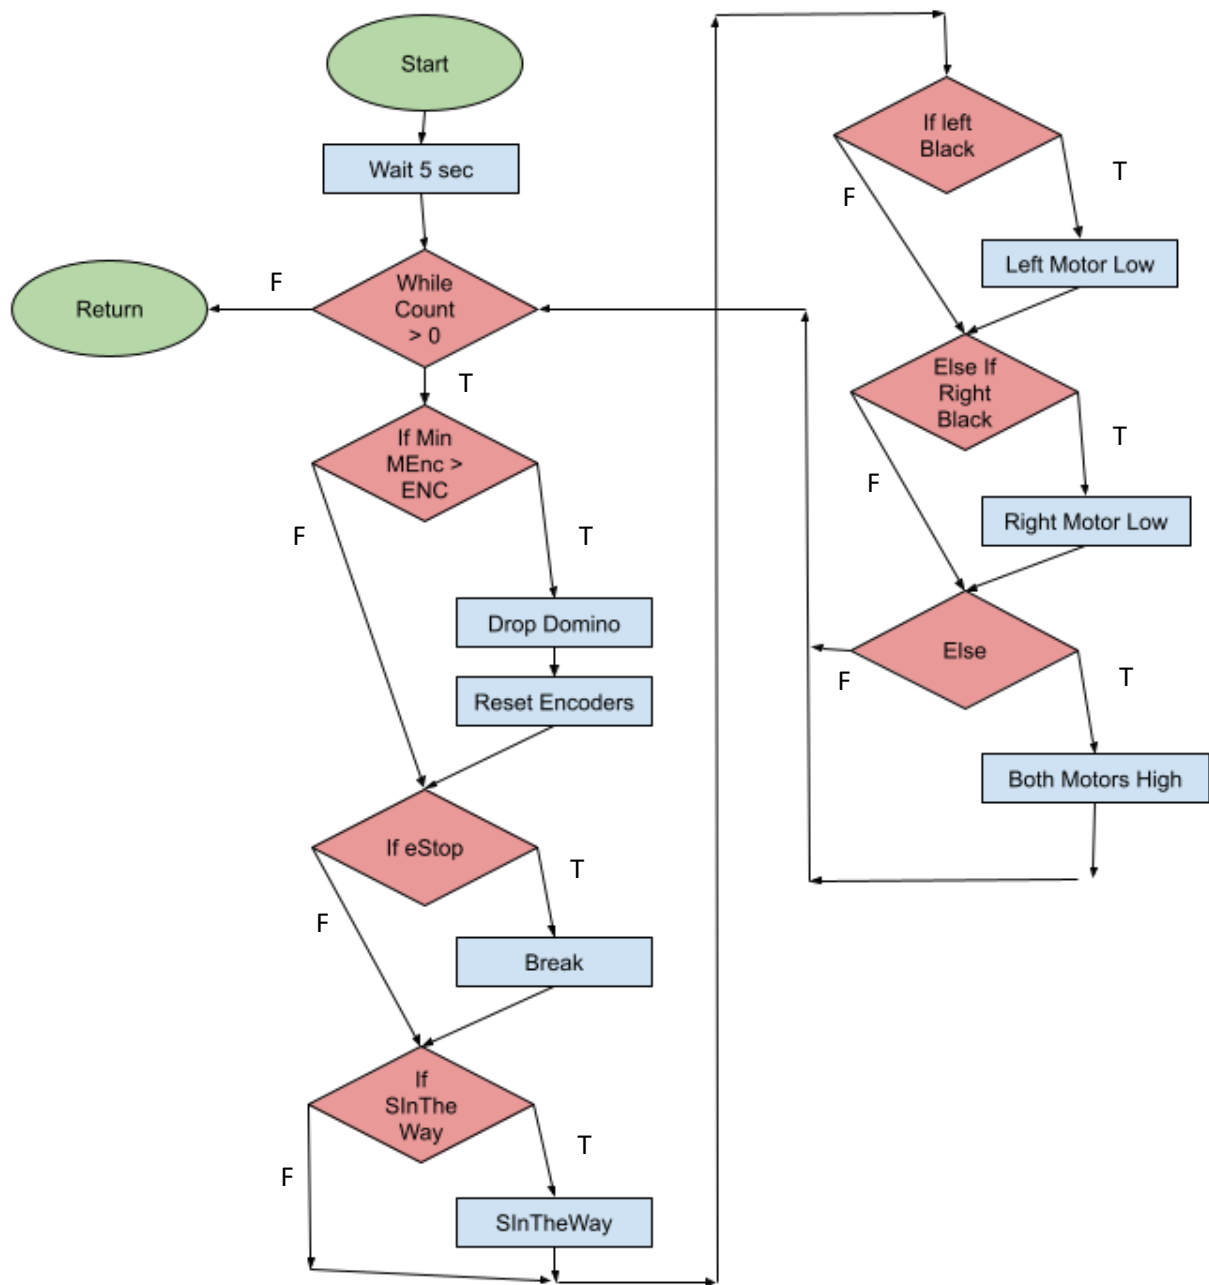 Start
Wait 5 sec
While
Count
> 0
F
Return
T
If Min
MEnc >
ENC
F
T
Drop Domino
Reset Encoders
If eStop
T
F
Break
If
SInThe
Way
T
F
SInTheWay
If left
Black
T
F
Left Motor Low
Else If
Right
Black
T
F
Right Motor Low
Else
F
T
Both Motors High